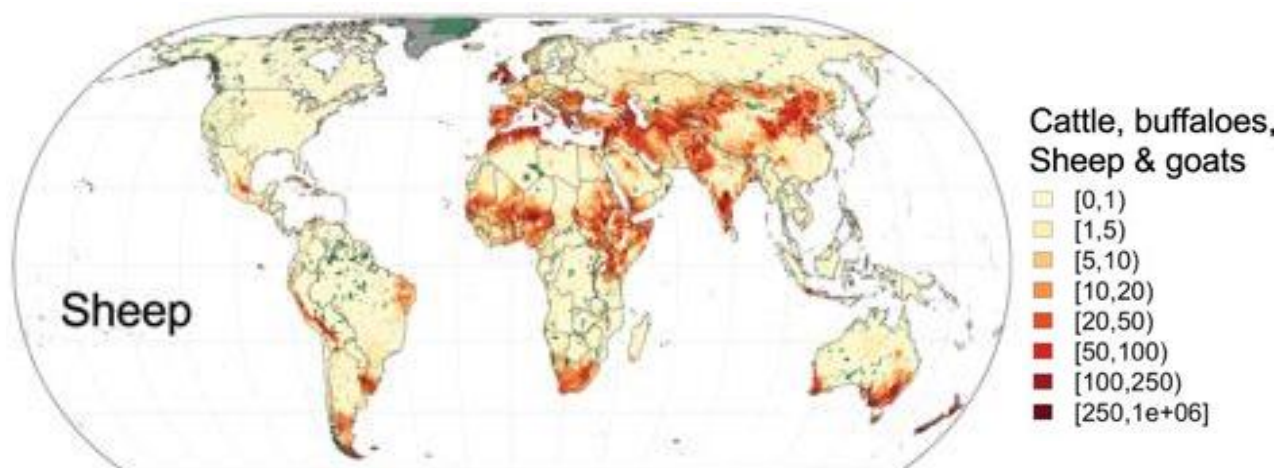 Sheep
Cattle, buffaloes,
Sheep & goats
[0,1)
[1,5)
[5,10)
[10,20)
[20,50)
[50,100)
[100,250)
[250,1e+06]